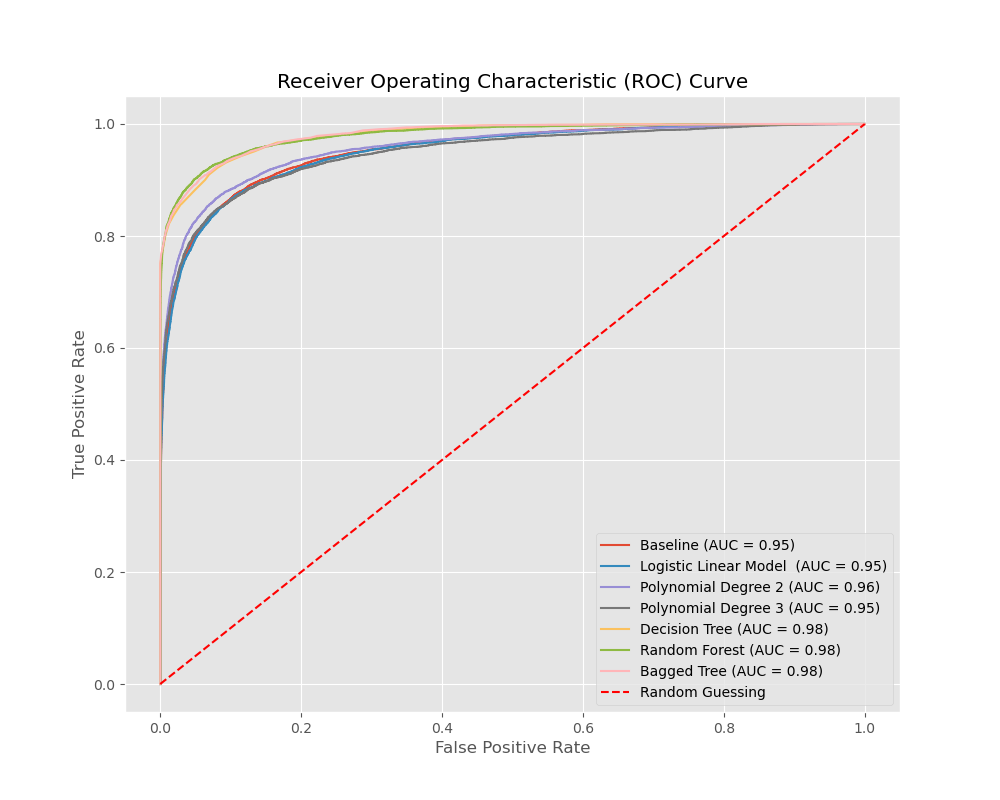 Receiver Operating Characteristic (ROC) Curve
1.0
0.8
0.6
0.4
0.2
0.0
True Positive Rate
Baseline (AUC = 0.95)
Logistic Linear Model  (AUC = 0.95)
Polynomial Degree 2 (AUC = 0.96)
Polynomial Degree 3 (AUC = 0.95)
Decision Tree (AUC = 0.98)
Random Forest (AUC = 0.98)
Bagged Tree (AUC = 0.98)
Random Guessing
0.0 0.2 0.4 0.6 0.8 1.0
False Positive Rate